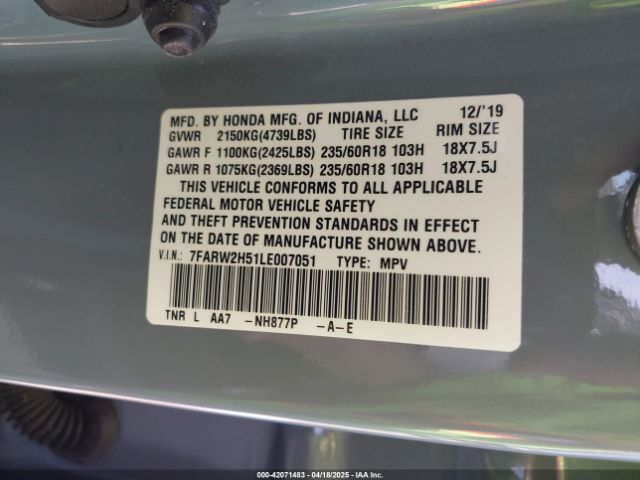 MFD. BY HONDA MFG. OF INDIANA, LLC 12/'19
GVWR 2150KG(4739LBS) TIRE SIZE RIM SIZE
GAWR F 1100KG(2425LBS) 235/60R18 103H 18X7.5J
GAWR R 1075KG(2369LBS) 235/60R18 103H 18X7.5J
THIS VEHICLE CONFORMS TO ALL APPLICABLE
FEDERAL MOTOR VEHICLE SAFETY
AND THEFT PREVENTION STANDARDS IN EFFECT
ON THE DATE OF MANUFACTURE SHOWN ABOVE.
V.I.N.: 7FARW2H51LE007051 TYPE: MPV
TNR L AA7 -NH877P -A-E
000-42071483 - 04/18/2025 - IAA Inc.